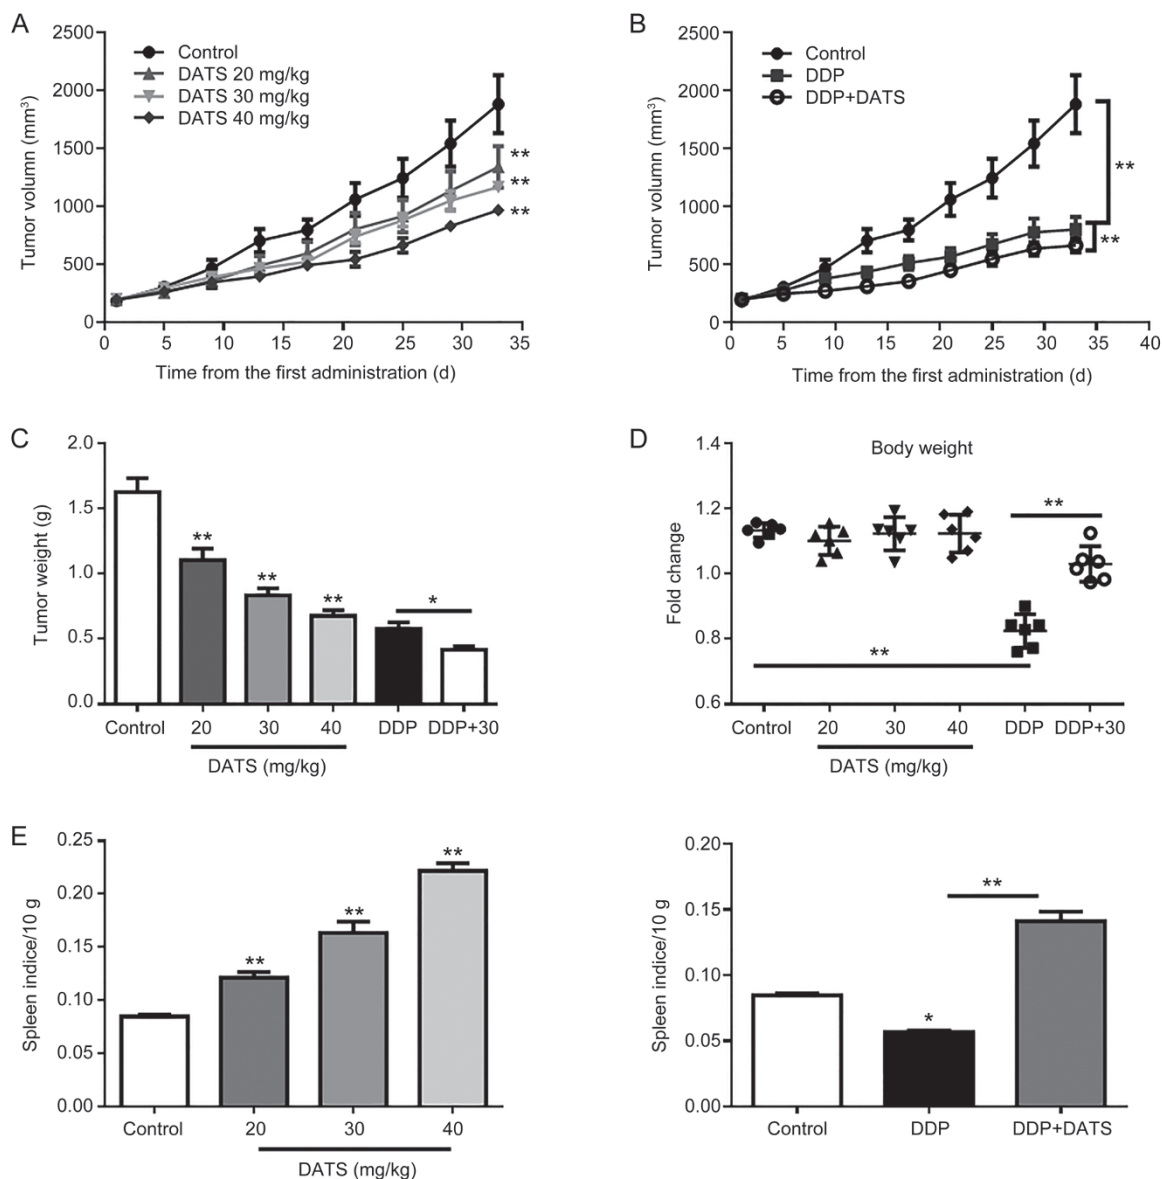 A
2500
2000
1500
1000
500
0
Tumor volumn (mm³)
Control
DATS 20 mg/kg
DATS 30 mg/kg
DATS 40 mg/kg
**
**
**
0 5 10 15 20 25 30 35
Time from the first administration (d)
B
2500
2000
1500
1000
500
0
Tumor volumn (mm³)
Control
DDP
DDP+DATS
**
**
0 5 10 15 20 25 30 35 40
Time from the first administration (d)
C
2.0
1.5
1.0
0.5
0.0
Tumor weight (g)
**
**
**
*
Control 20 30 40 DDP DDP+30
DATS (mg/kg)
D
Body weight
1.4
1.2
1.0
0.8
0.6
Fold change
**
**
Control 20 30 40 DDP DDP+30
DATS (mg/kg)
E
0.25
0.20
0.15
0.10
0.05
0.00
Spleen indice/10 g
**
**
**
Control 20 30 40
DATS (mg/kg)
0.20
0.15
0.10
0.05
0.00
Spleen indice/10 g
**
*
Control DDP DDP+DATS